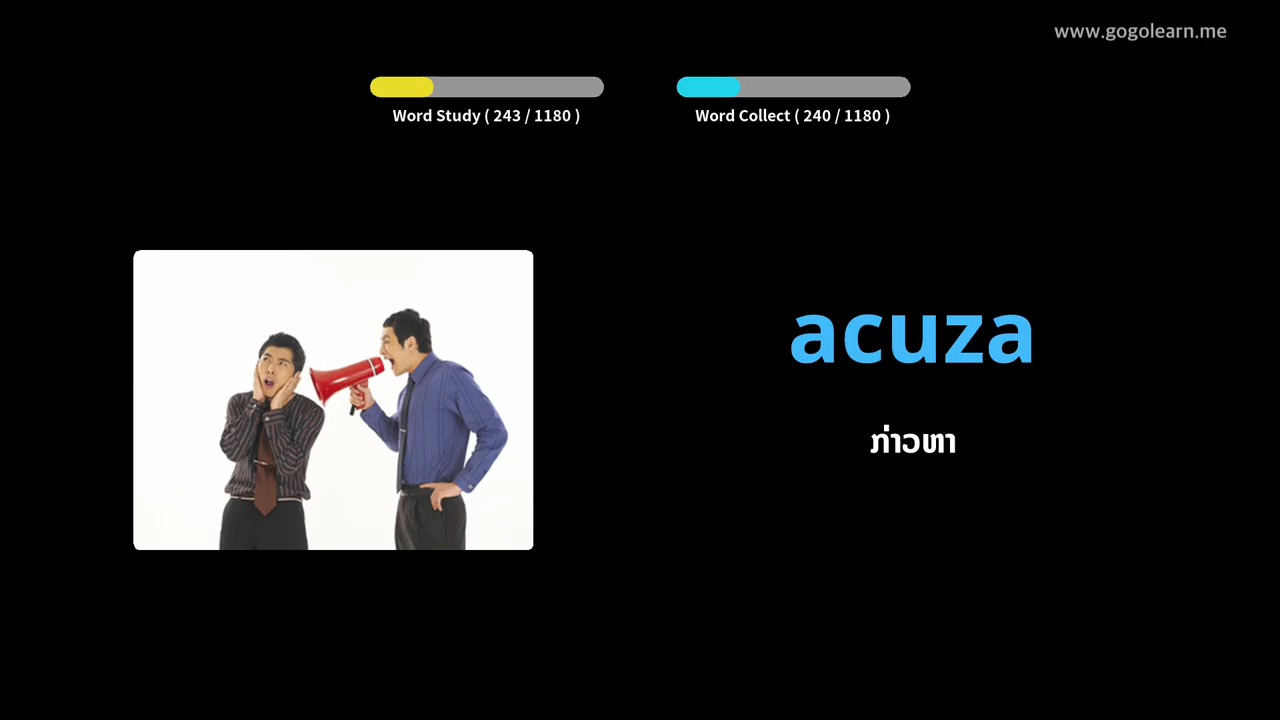 www.gogolearn.me
Word Study ( 243 / 1180 )
Word Collect ( 240 / 1180 )
acuza
ກ່າວຫາ